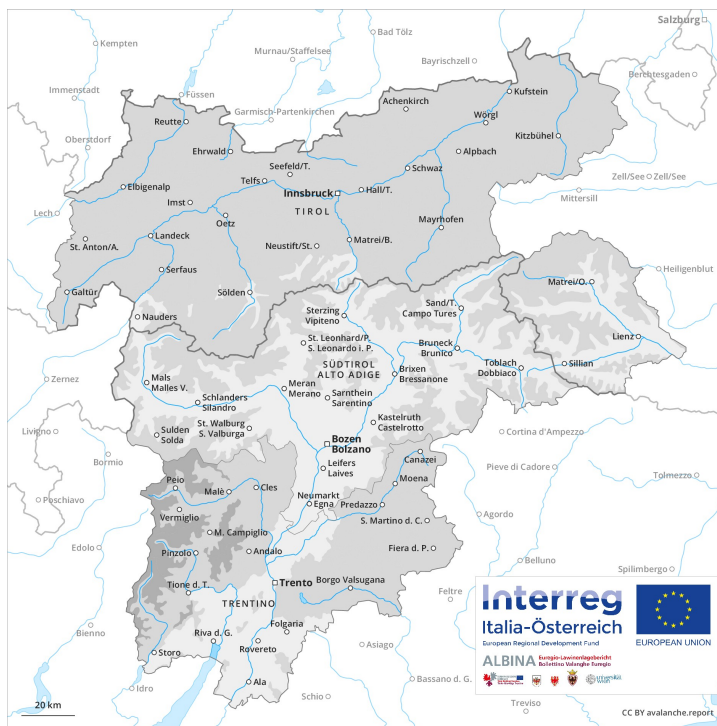 Salzburg
Kempten
Bad Tölz
Murnau/Staffelsee
Bayrischzell
Berchtesgaden
Immenstadt
Füssen
Garmisch-Partenkirchen
Achenkirch
Kufstein
Reutte
Wörgl
Oberstdorf
Ehrwald
Kitzbühel
Alpbach
Seefeld/T.
Schwaz
Telfs
Zell/See
Zell/See
Elbigenalp
Innsbruck
Hall/T.
Mittersill
Imst
TIROL
Lech
Oetz
Mayrhofen
Landeck
St. Anton/A.
Neustift/St.
Matrei/B.
Serfaus
Heiligenblut
Galtür
Sölden
Matrei/O.
Nauders
Sterzing
Vipiteno
Sand/T.
Campo Tures
St. Leonhard/P.
S. Leonardo i. P.
Bruneck
Brunico
Lienz
SÜDTIROL
ALTO ADIGE
Toblach
Dobbiaco
Sillian
Brixen
Bressanone
Zernez
Mals
Malles V.
Meran
Merano
Sarnthein
Sarentino
Schlanders
Silandro
St. Walburg
S. Valburga
Kastelruth
Castelrotto
Livigno
Sulden
Solda
Bozen
Bolzano
Cortina d'Ampezzo
Bormio
Canazei
Leifers
Laives
Pieve di Cadore
Tolmezzo
Peio
Malè
Cles
Moena
Poschiavo
Neumarkt
Egna
Predazzo
Vermiglio
S. Martino d. C.
Agordo
M. Campiglio
Edolo
Pinzolo
Andalo
Fiera d. P.
Belluno
Spilimbergo
Tione d. T.
Trento
Borgo Valsugana
Feltre
TRENTINO
Folgaria
Bienno
Riva d. G.
Rovereto
Asiago
Storo
Idro
Ala
Schio
Bassano d. G.
Treviso
20 km
Interreg
Italia-Österreich
European Regional Development Fund
EUROPEAN UNION
ALBINA Euregio-Lawinenlagebericht
Bollettino Valanghe Euregio
universität
wien
CC BY avalanche.report